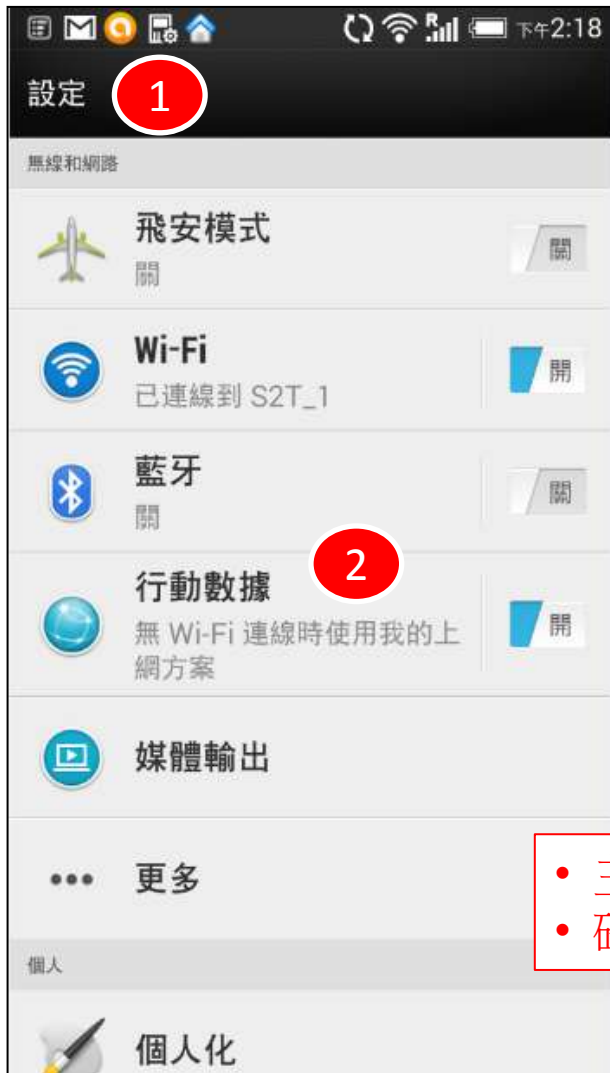 下午2:18
設定
1
無線和網路
飛安模式
關
關
Wi-Fi
已連線到 S2T_1
開
藍牙
關
關
2
行動數據
無 Wi-Fi 連線時使用我的上
網方案
開
媒體輸出
更多
個人
個人化